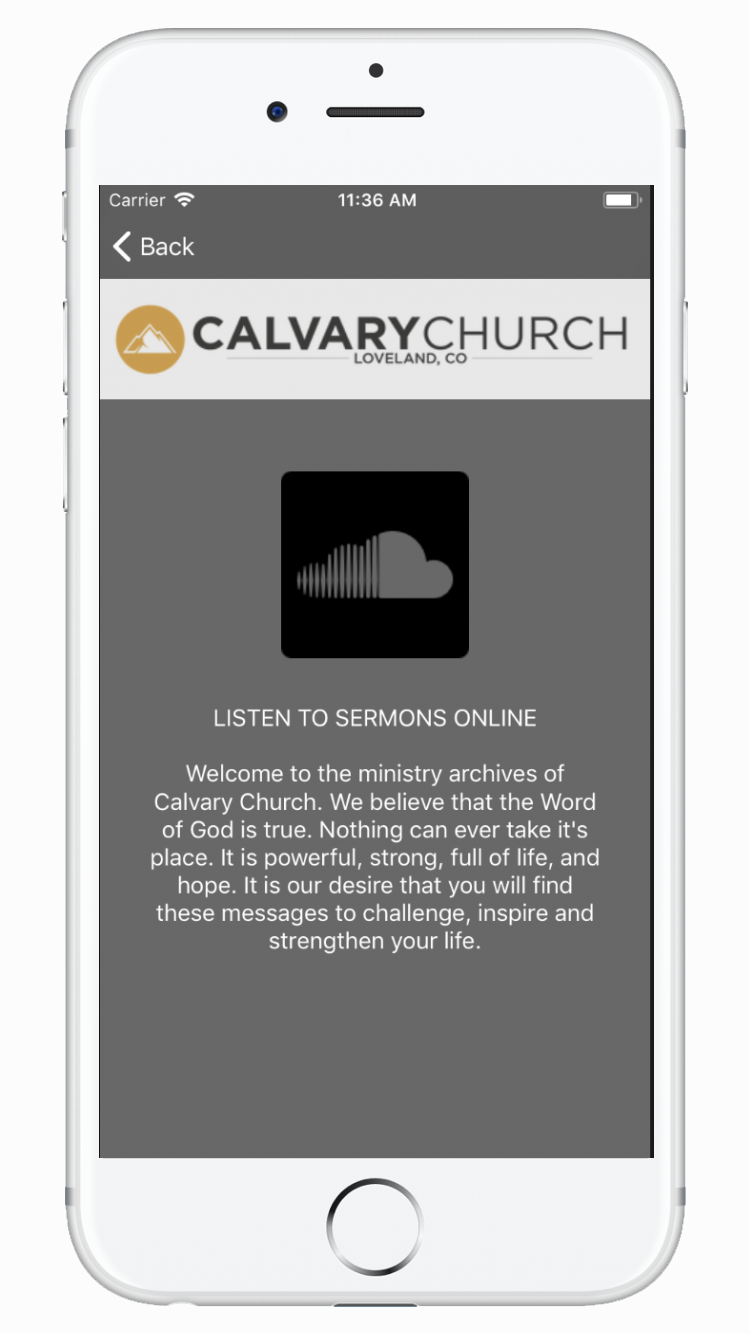 Carrier 11:36 AM
Back
CALVARYCHURCH
LOVELAND, CO
LISTEN TO SERMONS ONLINE
Welcome to the ministry archives of
Calvary Church. We believe that the Word
of God is true. Nothing can ever take it's
place. It is powerful, strong, full of life, and
hope. It is our desire that you will find
these messages to challenge, inspire and
strengthen your life.